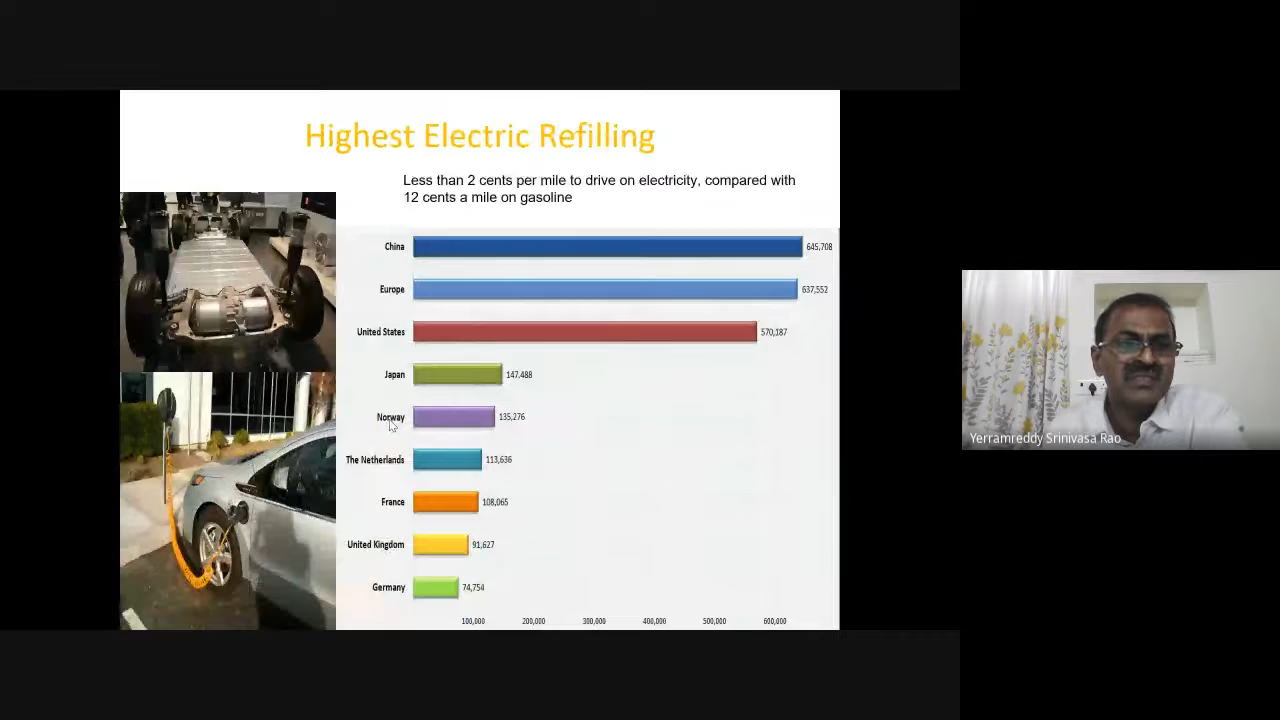 Highest Electric Refilling
Less than 2 cents per mile to drive on electricity, compared with
12 cents a mile on gasoline
China 645,708
Europe 637,552
United States 570,187
Japan 147,488
Norway 135,276
The Netherlands 113,636
France 108,065
United Kingdom 91,627
Germany 74,754
100,000 200,000 300,000 400,000 500,000 600,000
Yerramreddy Srinivasa Rao